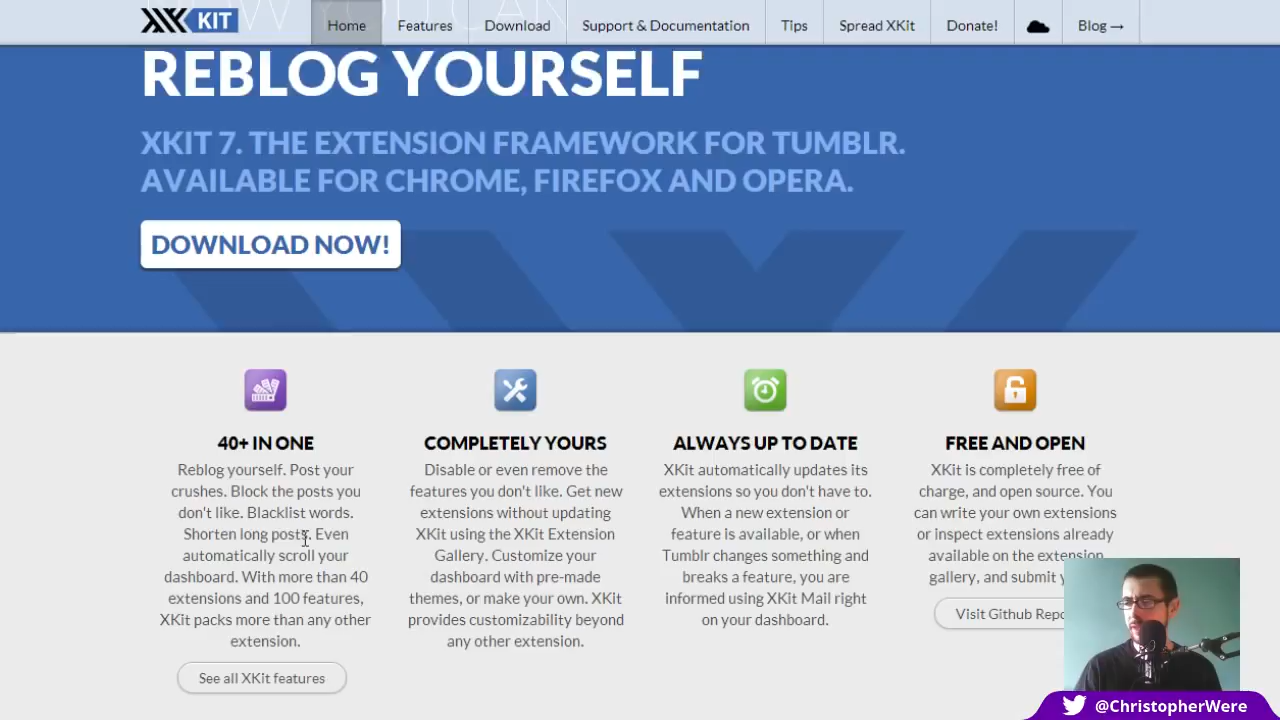 XKIT
Home
Features
Download
Support & Documentation
Tips
Spread XKit
Donate!
Blog →
REBLOG YOURSELF
XKIT 7. THE EXTENSION FRAMEWORK FOR TUMBLR.
AVAILABLE FOR CHROME, FIREFOX AND OPERA.
DOWNLOAD NOW!
40+ IN ONE
Reblog yourself. Post your
crushes. Block the posts you
don't like. Blacklist words.
Shorten long posts. Even
automatically scroll your
dashboard. With more than 40
extensions and 100 features,
XKit packs more than any other
extension.
See all XKit features
COMPLETELY YOURS
Disable or even remove the
features you don't like. Get new
extensions without updating
XKit using the XKit Extension
Gallery. Customize your
dashboard with pre-made
themes, or make your own. XKit
provides customizability beyond
any other extension.
ALWAYS UP TO DATE
XKit automatically updates its
extensions so you don't have to.
When a new extension or
feature is available, or when
Tumblr changes something and
breaks a feature, you are
informed using XKit Mail right
on your dashboard.
FREE AND OPEN
XKit is completely free of
charge, and open source. You
can write your own extensions
or inspect extensions already
available on the extension
gallery, and submit
Visit Github
@ChristopherWere